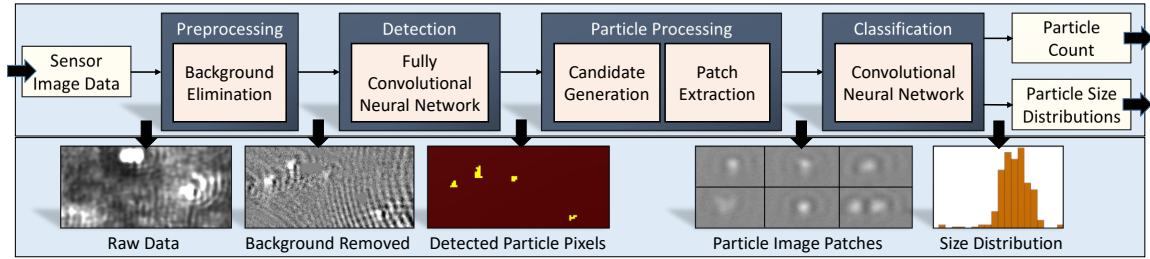 Sensor
Image Data
Preprocessing
Background
Elimination
Detection
Fully
Convolutional
Neural Network
Particle Processing
Candidate
Generation
Patch
Extraction
Classification
Convolutional
Neural Network
Particle
Count
Particle Size
Distributions
Raw Data
Background Removed
Detected Particle Pixels
Particle Image Patches
Size Distribution